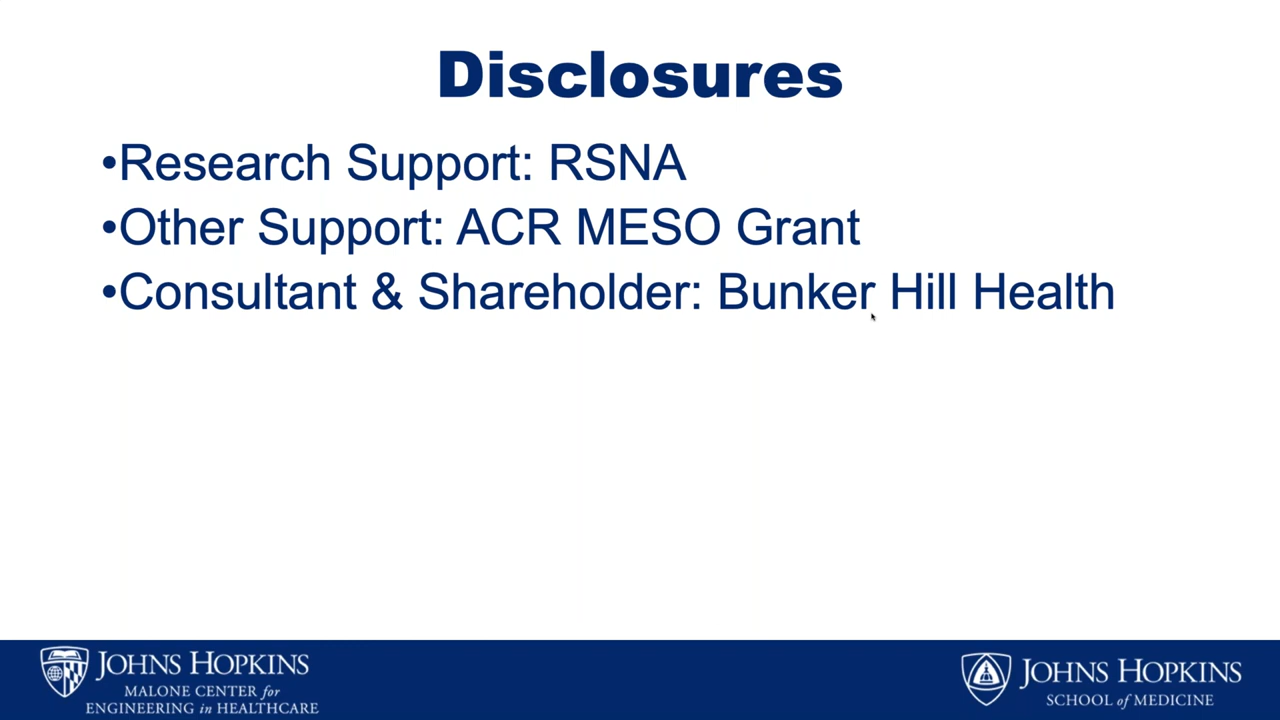 Disclosures
•Research Support: RSNA
•Other Support: ACR MESO Grant
•Consultant & Shareholder: Bunker Hill Health
JOHNS HOPKINS
MALONE CENTER for
ENGINEERING in HEALTHCARE
JOHNS HOPKINS
SCHOOL of MEDICINE